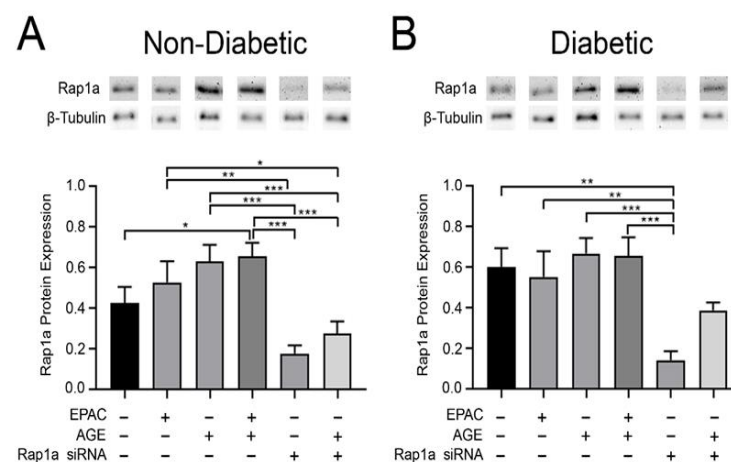 A Non-Diabetic
Rap1a
β-Tubulin
*
**
***
***
***
* ***
Rap1a Protein Expression
1.0
0.8
0.6
0.4
0.2
0.0
EPAC − + − + − −
AGE − − + + − +
Rap1a siRNA − − − − + +
B Diabetic
Rap1a
β-Tubulin
**
**
***
***
Rap1a Protein Expression
1.0
0.8
0.6
0.4
0.2
0.0
EPAC − + − + − −
AGE − − + + − +
Rap1a siRNA − − − − + +